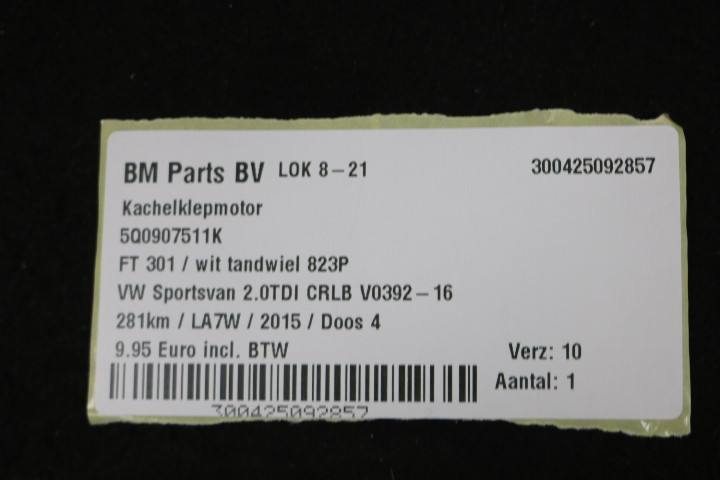 BM Parts BV LOK 8-21 300425092857
Kachelklepmotor
5Q0907511K
FT 301 / wit tandwiel 823P
VW Sportsvan 2.0TDI CRLB V0392-16
281km / LA7W / 2015 / Doos 4
9.95 Euro incl. BTW Verz: 10
Aantal: 1
300425092857